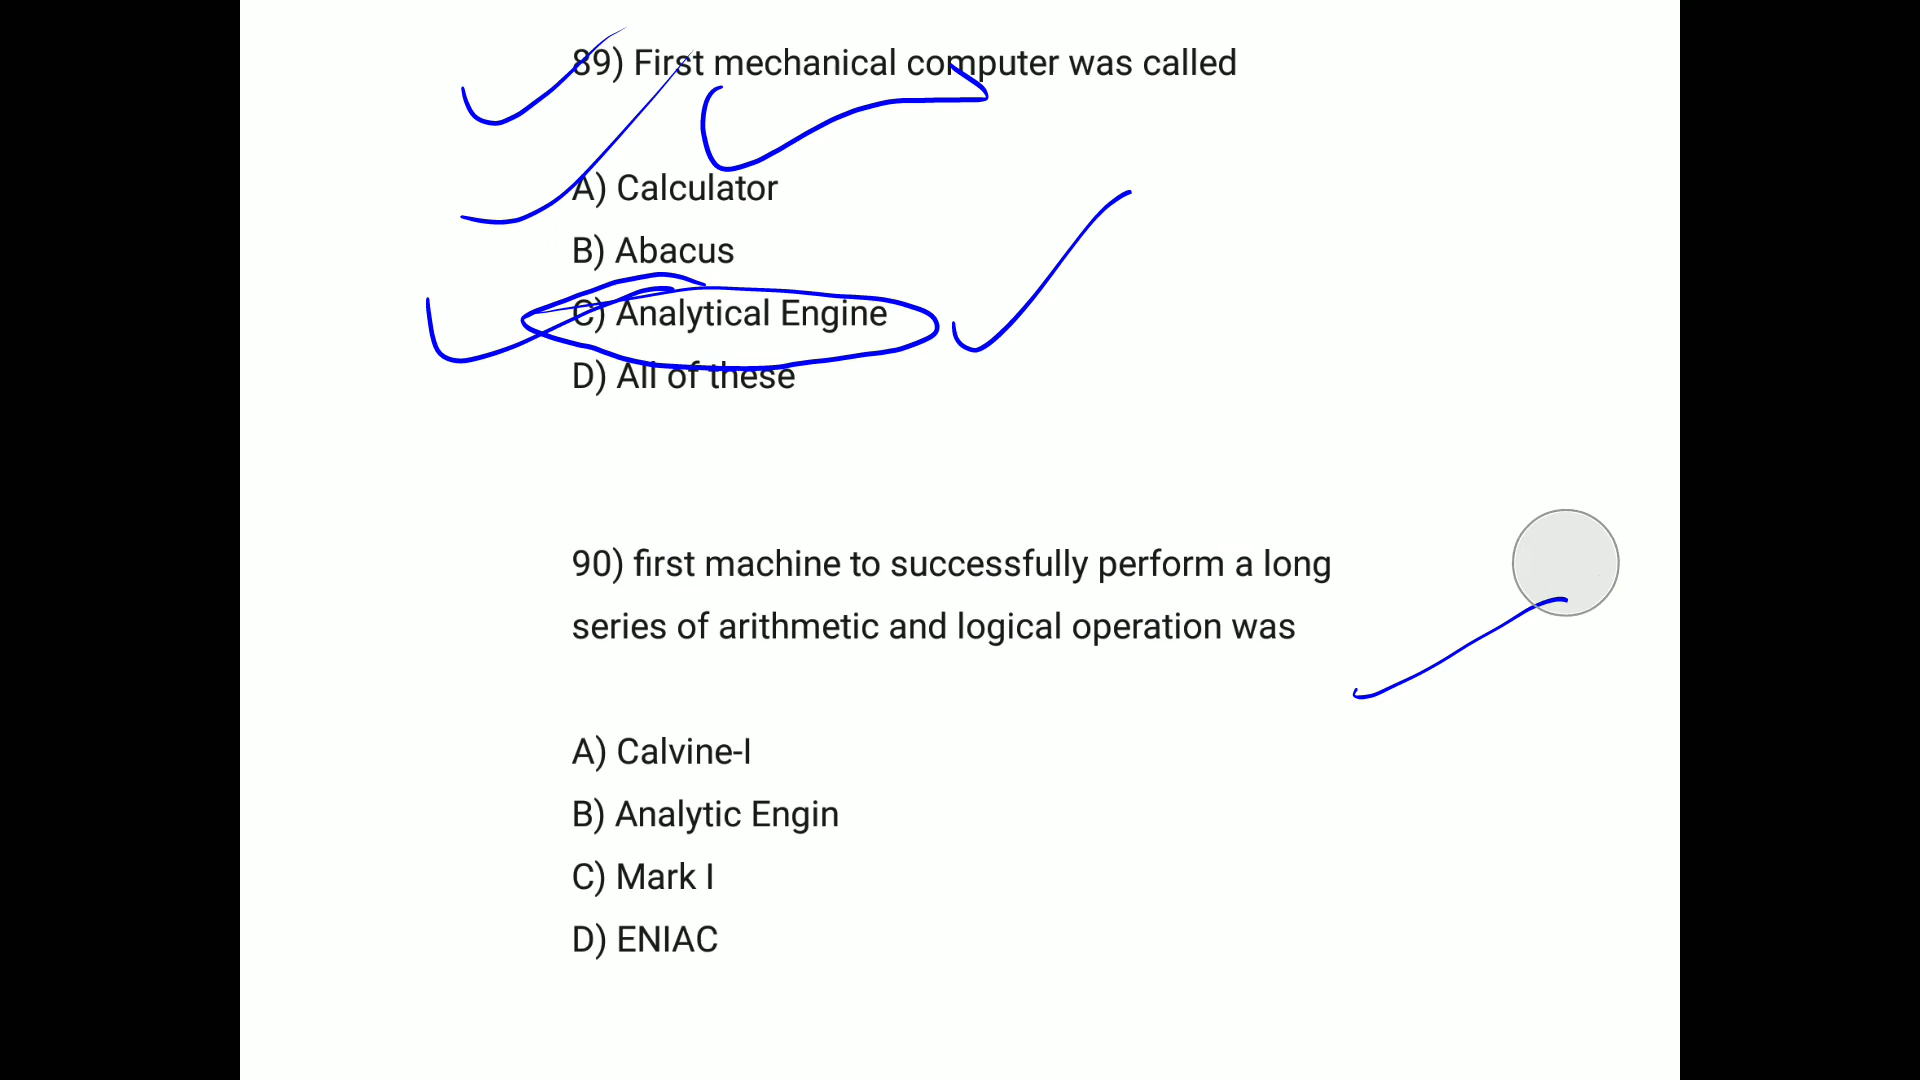 89) First mechanical computer was called
A) Calculator
B) Abacus
C) Analytical Engine
D) All of these
90) first machine to successfully perform a long
series of arithmetic and logical operation was
A) Calvine-I
B) Analytic Engin
C) Mark I
D) ENIAC